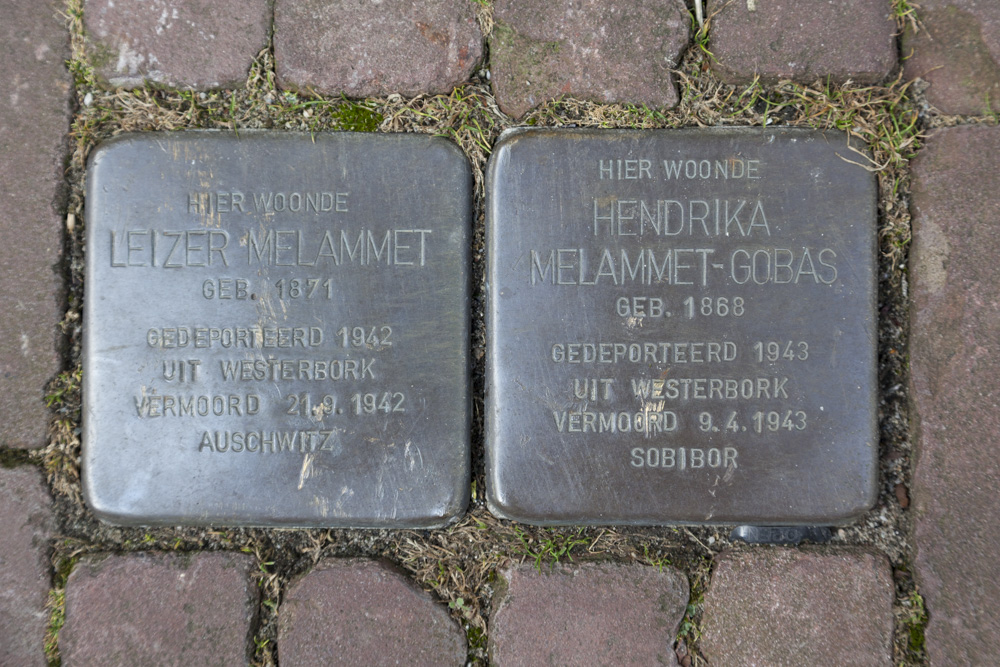 HIER WOONDE
LEIZER MELAMMET
GEB. 1871
GEDEPORTEERD 1942
UIT WESTERBORK
VERMOORD 21.9.1942
AUSCHWITZ
HIER WOONDE
HENDRIKA
MELAMMET-GOBAS
GEB. 1868
GEDEPORTEERD 1943
UIT WESTERBORK
VERMOORD 9.4.1943
SOBIBOR